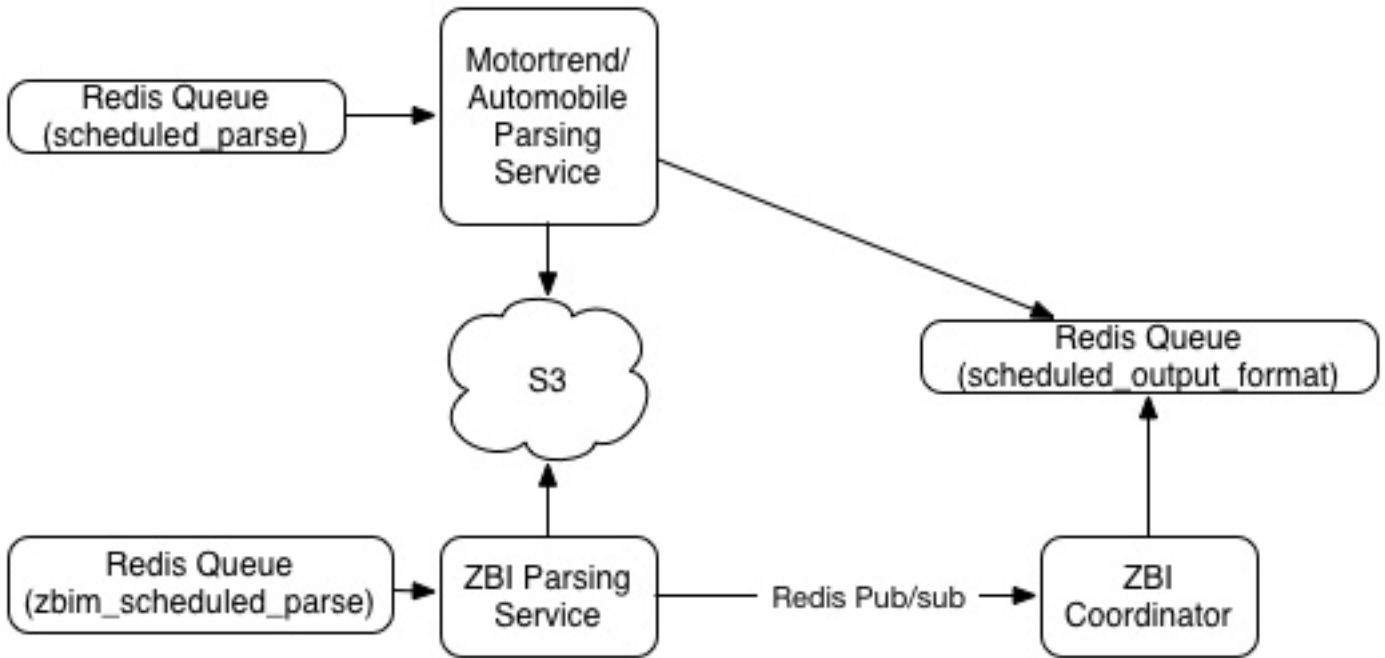 Motortrend/
Automobile
Parsing
Service
Redis Queue
(scheduled_parse)
Redis Queue
(scheduled_output_format)
S3
Redis Queue
(zbim_scheduled_parse)
ZBI Parsing
Service
Redis Pub/sub
ZBI
Coordinator